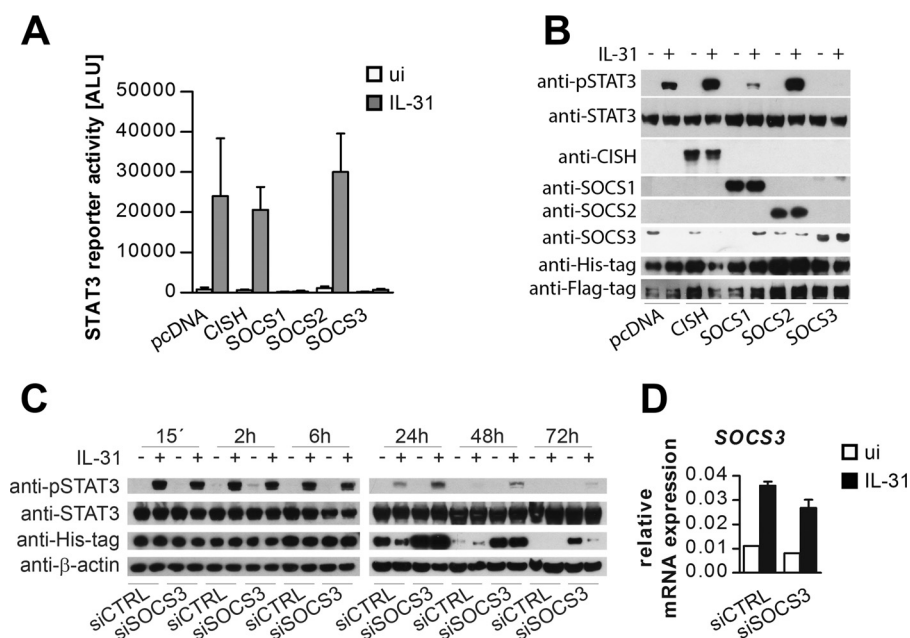 A
STAT3 reporter activity [ALU]
50000
40000
30000
20000
10000
0
ui
IL-31
pcDNA
CISH
SOCS1
SOCS2
SOCS3
B
IL-31 - + - + - + - + - +
anti-pSTAT3
anti-STAT3
anti-CISH
anti-SOCS1
anti-SOCS2
anti-SOCS3
anti-His-tag
anti-Flag-tag
pcDNA
CISH
SOCS1
SOCS2
SOCS3
C
15´ 2h 6h 24h 48h 72h
IL-31 - + - + - + - + - + - + - + - + - + - + - + - +
anti-pSTAT3
anti-STAT3
anti-His-tag
anti-β-actin
siCTRL
siSOCS3
siCTRL
siSOCS3
siCTRL
siSOCS3
siCTRL
siSOCS3
siCTRL
siSOCS3
siCTRL
siSOCS3
D
SOCS3
relative
mRNA expression
0.04
0.03
0.02
0.01
0.00
ui
IL-31
siCTRL
siSOCS3